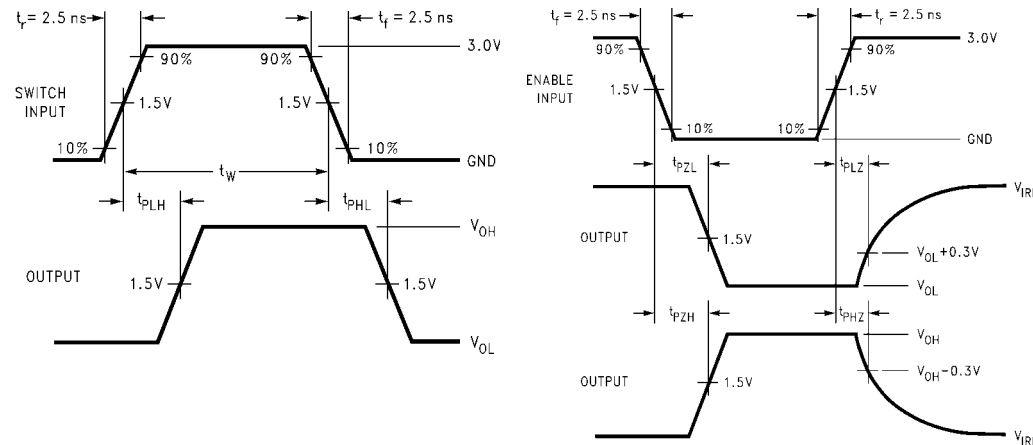 tr = 2.5 ns
tf = 2.5 ns
3.0V
90%
90%
SWITCH
INPUT
1.5V
1.5V
10%
10%
GND
tW
tPLH
tPHL
VOH
OUTPUT
1.5V
1.5V
VOL
tf = 2.5 ns
tr = 2.5 ns
3.0V
90%
90%
ENABLE
INPUT
1.5V
1.5V
10%
10%
GND
tPZL
tPLZ
OUTPUT
1.5V
VOL+0.3V
VOL
tPZH
tPHZ
VOH
OUTPUT
1.5V
VOH−0.3V